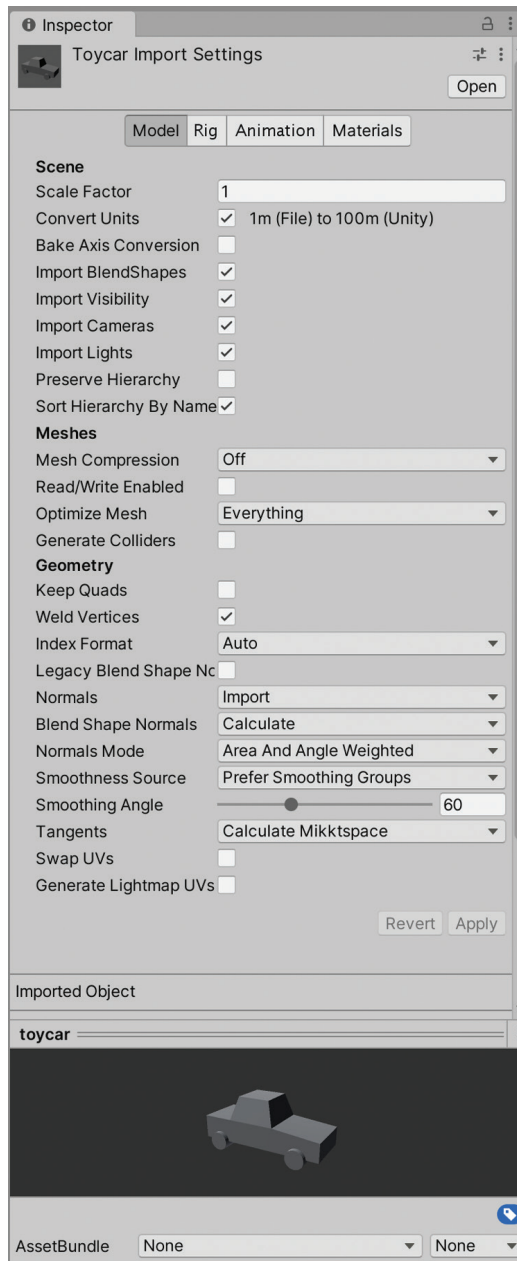 Inspector
Toycar Import Settings
Open
Model Rig Animation Materials
Scene
Scale Factor 1
Convert Units 1m (File) to 100m (Unity)
Bake Axis Conversion
Import BlendShapes
Import Visibility
Import Cameras
Import Lights
Preserve Hierarchy
Sort Hierarchy By Name
Meshes
Mesh Compression Off
Read/Write Enabled
Optimize Mesh Everything
Generate Colliders
Geometry
Keep Quads
Weld Vertices
Index Format Auto
Legacy Blend Shape No
Normals Import
Blend Shape Normals Calculate
Normals Mode Area And Angle Weighted
Smoothness Source Prefer Smoothing Groups
Smoothing Angle 60
Tangents Calculate Mikktspace
Swap UVs
Generate Lightmap UVs
Revert Apply
Imported Object
toycar
AssetBundle None None